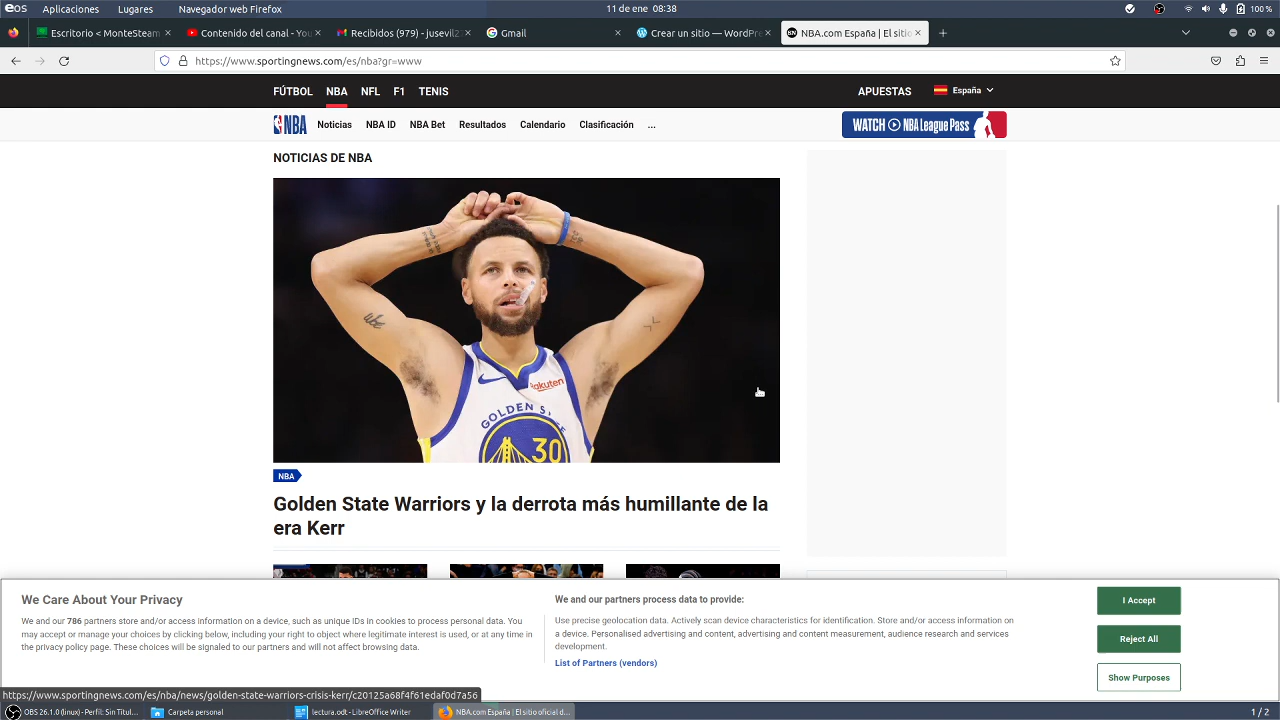 eos Aplicaciones Lugares Navegador web Firefox 11 de ene 08:38 100 %
Escritorio < MonteSteam Contenido del canal - You Recibidos (979) - jusevil2 Gmail Crear un sitio — WordPre NBA.com España | El sitio
https://www.sportingnews.com/es/nba?gr=www
FÚTBOL NBA NFL F1 TENIS APUESTAS España
NBA Noticias NBA ID NBA Bet Resultados Calendario Clasificación ... WATCH NBA League Pass
NOTICIAS DE NBA
Rakuten
GOLDEN ST
30
NBA
Golden State Warriors y la derrota más humillante de la
era Kerr
We Care About Your Privacy
We and our 786 partners store and/or access information on a device, such as unique IDs in cookies to process personal data. You
may accept or manage your choices by clicking below, including your right to object where legitimate interest is used, or at any time in
the privacy policy page. These choices will be signaled to our partners and will not affect browsing data.
We and our partners process data to provide:
Use precise geolocation data. Actively scan device characteristics for identification. Store and/or access information on
a device. Personalised advertising and content, advertising and content measurement, audience research and services
development.
List of Partners (vendors)
I Accept
Reject All
Show Purposes
https://www.sportingnews.com/es/nba/news/golden-state-warriors-crisis-kerr/c20125a68f4f61edaf0d7a56
OBS 26.1.0 (linux) - Perfil: Sin Títul... Carpeta personal lectura.odt - LibreOffice Writer NBA.com España | El sitio oficial d... 1 / 2